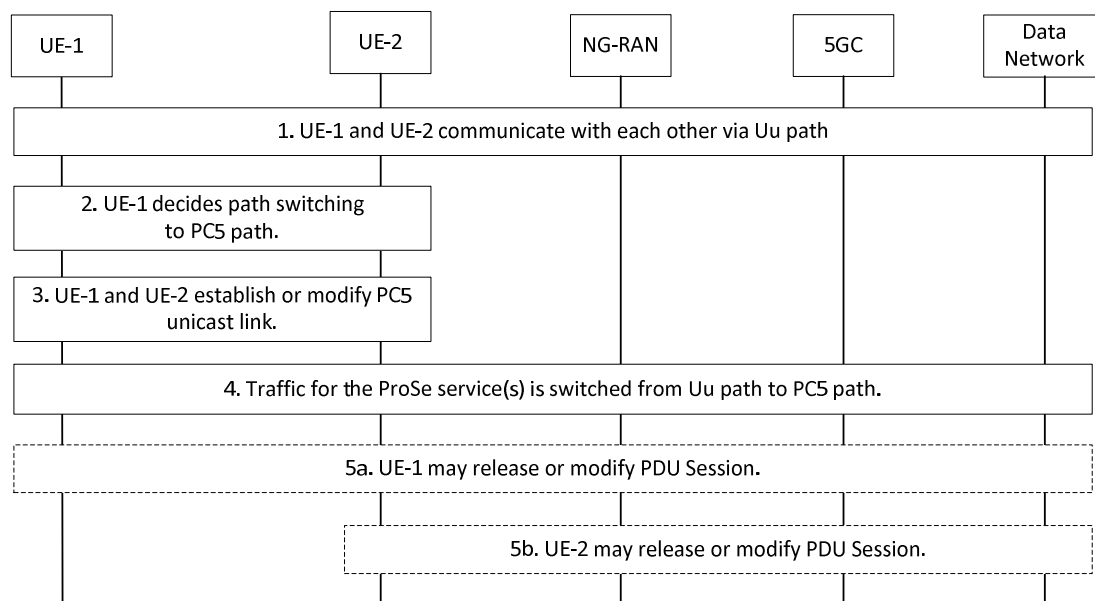 UE-1
UE-2
NG-RAN
5GC
Data
Network
1. UE-1 and UE-2 communicate with each other via Uu path
2. UE-1 decides path switching
to PC5 path.
3. UE-1 and UE-2 establish or modify PC5
unicast link.
4. Traffic for the ProSe service(s) is switched from Uu path to PC5 path.
5a. UE-1 may release or modify PDU Session.
5b. UE-2 may release or modify PDU Session.